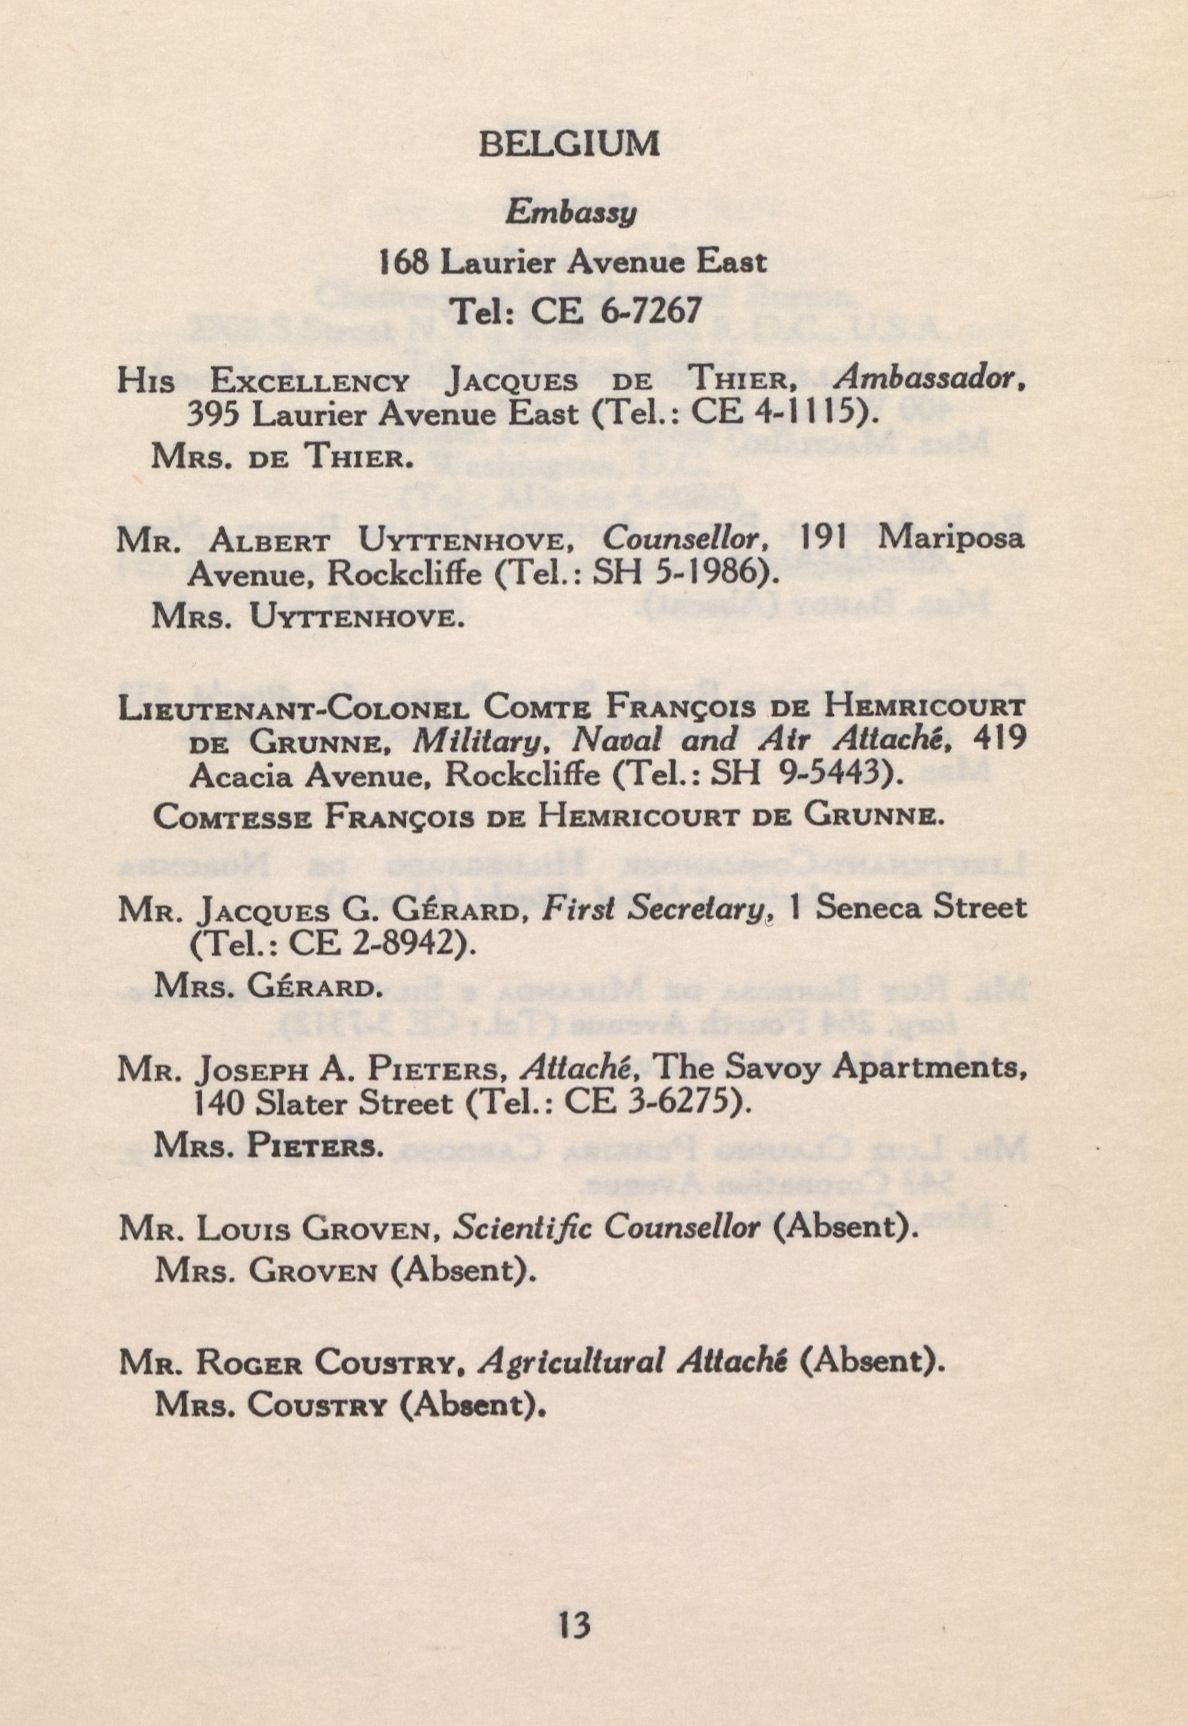 BELGIUM
Embassy
168 Laurier Avenue East
Tel: CE 6-7267
His Excellency Jacques de Thier, Ambassador,
395 Laurier Avenue East (Tel.: CE 4-1115).
Mrs. de Thier.
Mr. Albert Uyttenhove, Counsellor, 191 Mariposa
Avenue, Rockcliffe (Tel.: SH 5-1986).
Mrs. Uyttenhove.
Lieutenant-Colonel Comte François de Hemricourt
de Grunne, Military, Naval and Air Attaché, 419
Acacia Avenue, Rockcliffe (Tel.: SH 9-5443).
Comtesse François de Hemricourt de Grunne.
Mr. Jacques G. Gérard, First Secretary, 1 Seneca Street
(Tel.: CE 2-8942).
Mrs. Gérard.
Mr. Joseph A. Pieters, Attaché, The Savoy Apartments,
140 Slater Street (Tel.: CE 3-6275).
Mrs. Pieters.
Mr. Louis Groven, Scientific Counsellor (Absent).
Mrs. Groven (Absent).
Mr. Roger Coustry, Agricultural Attaché (Absent).
Mrs. Coustry (Absent).
13